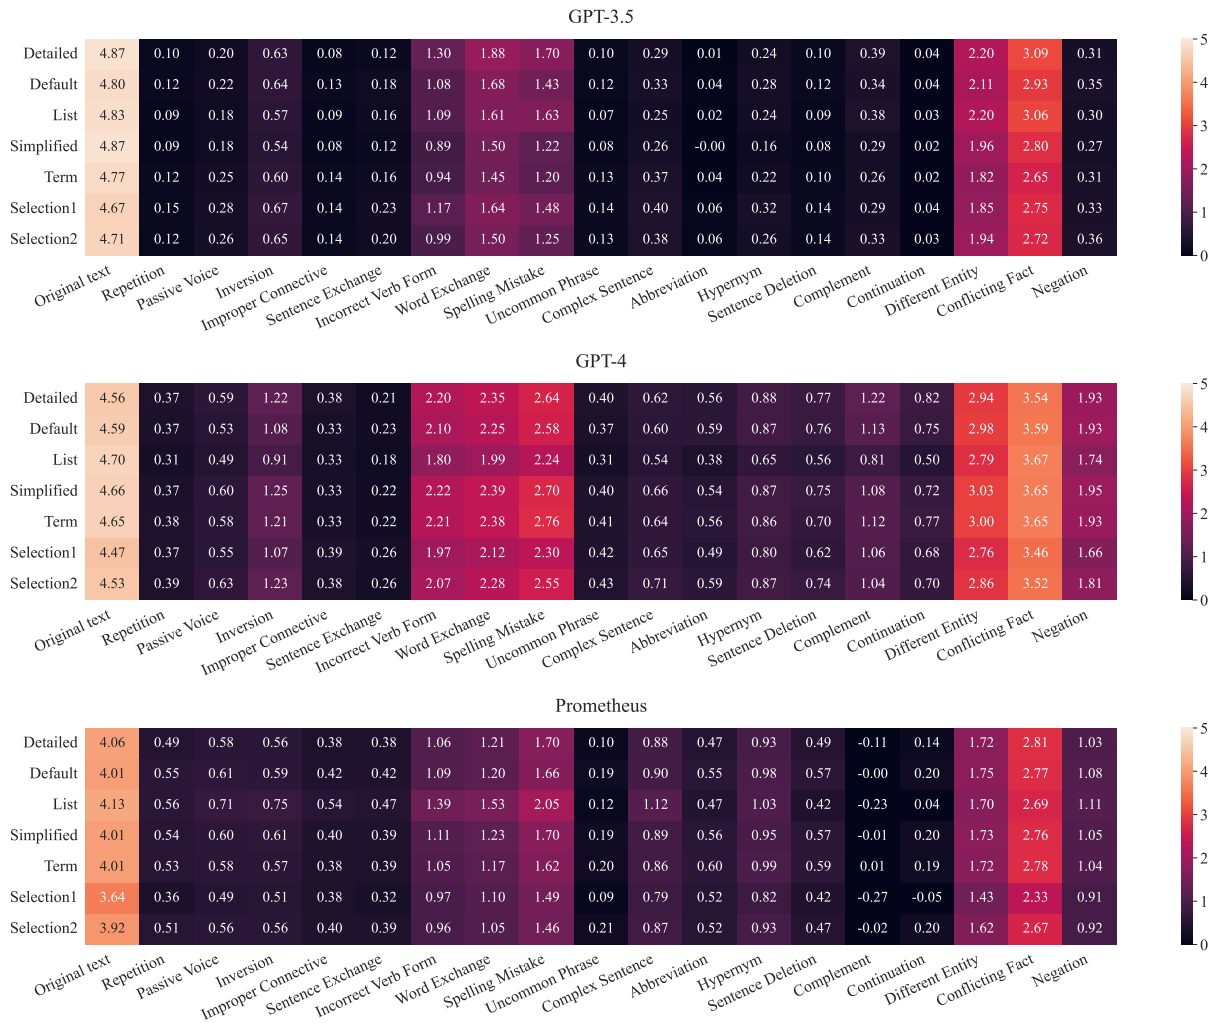 GPT-3.5
Detailed 4.87 0.10 0.20 0.63 0.08 0.12 1.30 1.88 1.70 0.10 0.29 0.01 0.24 0.10 0.39 0.04 2.20 3.09 0.31
Default 4.80 0.12 0.22 0.64 0.13 0.18 1.08 1.68 1.43 0.12 0.33 0.04 0.28 0.12 0.34 0.04 2.11 2.93 0.35
List 4.83 0.09 0.18 0.57 0.09 0.16 1.09 1.61 1.63 0.07 0.25 0.02 0.24 0.09 0.38 0.03 2.20 3.06 0.30
Simplified 4.87 0.09 0.18 0.54 0.08 0.12 0.89 1.50 1.22 0.08 0.26 -0.00 0.16 0.08 0.29 0.02 1.96 2.80 0.27
Term 4.77 0.12 0.25 0.60 0.14 0.16 0.94 1.45 1.20 0.13 0.37 0.04 0.22 0.10 0.26 0.02 1.82 2.65 0.31
Selection1 4.67 0.15 0.28 0.67 0.14 0.23 1.17 1.64 1.48 0.14 0.40 0.06 0.32 0.14 0.29 0.04 1.85 2.75 0.33
Selection2 4.71 0.12 0.26 0.65 0.14 0.20 0.99 1.50 1.25 0.13 0.38 0.06 0.26 0.14 0.33 0.03 1.94 2.72 0.36
Original text Repetition Passive Voice Inversion Improper Connective Sentence Exchange Incorrect Verb Form Word Exchange Spelling Mistake Uncommon Phrase Complex Sentence Abbreviation Hypernym Sentence Deletion Complement Continuation Different Entity Conflicting Fact Negation
5
4
3
2
1
0
GPT-4
Detailed 4.56 0.37 0.59 1.22 0.38 0.21 2.20 2.35 2.64 0.40 0.62 0.56 0.88 0.77 1.22 0.82 2.94 3.54 1.93
Default 4.59 0.37 0.53 1.08 0.33 0.23 2.10 2.25 2.58 0.37 0.60 0.59 0.87 0.76 1.13 0.75 2.98 3.59 1.93
List 4.70 0.31 0.49 0.91 0.33 0.18 1.80 1.99 2.24 0.31 0.54 0.38 0.65 0.56 0.81 0.50 2.79 3.67 1.74
Simplified 4.66 0.37 0.60 1.25 0.33 0.22 2.22 2.39 2.70 0.40 0.66 0.54 0.87 0.75 1.08 0.72 3.03 3.65 1.95
Term 4.65 0.38 0.58 1.21 0.33 0.22 2.21 2.38 2.76 0.41 0.64 0.56 0.86 0.70 1.12 0.77 3.00 3.65 1.93
Selection1 4.47 0.37 0.55 1.07 0.39 0.26 1.97 2.12 2.30 0.42 0.65 0.49 0.80 0.62 1.06 0.68 2.76 3.46 1.66
Selection2 4.53 0.39 0.63 1.23 0.38 0.26 2.07 2.28 2.55 0.43 0.71 0.59 0.87 0.74 1.04 0.70 2.86 3.52 1.81
Original text Repetition Passive Voice Inversion Improper Connective Sentence Exchange Incorrect Verb Form Word Exchange Spelling Mistake Uncommon Phrase Complex Sentence Abbreviation Hypernym Sentence Deletion Complement Continuation Different Entity Conflicting Fact Negation
5
4
3
2
1
0
Prometheus
Detailed 4.06 0.49 0.58 0.56 0.38 0.38 1.06 1.21 1.70 0.10 0.88 0.47 0.93 0.49 -0.11 0.14 1.72 2.81 1.03
Default 4.01 0.55 0.61 0.59 0.42 0.42 1.09 1.20 1.66 0.19 0.90 0.55 0.98 0.57 -0.00 0.20 1.75 2.77 1.08
List 4.13 0.56 0.71 0.75 0.54 0.47 1.39 1.53 2.05 0.12 1.12 0.47 1.03 0.42 -0.23 0.04 1.70 2.69 1.11
Simplified 4.01 0.54 0.60 0.61 0.40 0.39 1.11 1.23 1.70 0.19 0.89 0.56 0.95 0.57 -0.01 0.20 1.73 2.76 1.05
Term 4.01 0.53 0.58 0.57 0.38 0.39 1.05 1.17 1.62 0.20 0.86 0.60 0.99 0.59 0.01 0.19 1.72 2.78 1.04
Selection1 3.64 0.36 0.49 0.51 0.38 0.32 0.97 1.10 1.49 0.09 0.79 0.52 0.82 0.42 -0.27 -0.05 1.43 2.33 0.91
Selection2 3.92 0.51 0.56 0.56 0.40 0.39 0.96 1.05 1.46 0.21 0.87 0.52 0.93 0.47 -0.02 0.20 1.62 2.67 0.92
Original text Repetition Passive Voice Inversion Improper Connective Sentence Exchange Incorrect Verb Form Word Exchange Spelling Mistake Uncommon Phrase Complex Sentence Abbreviation Hypernym Sentence Deletion Complement Continuation Different Entity Conflicting Fact Negation
5
4
3
2
1
0